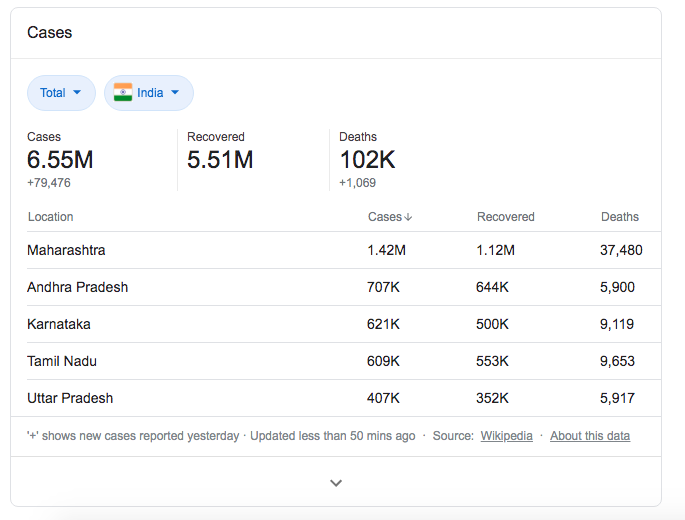 Cases
Total India
Cases Recovered Deaths
6.55M 5.51M 102K
+79,476 +1,069
Location Cases↓ Recovered Deaths
Maharashtra 1.42M 1.12M 37,480
Andhra Pradesh 707K 644K 5,900
Karnataka 621K 500K 9,119
Tamil Nadu 609K 553K 9,653
Uttar Pradesh 407K 352K 5,917
'+' shows new cases reported yesterday · Updated less than 50 mins ago · Source: Wikipedia · About this data